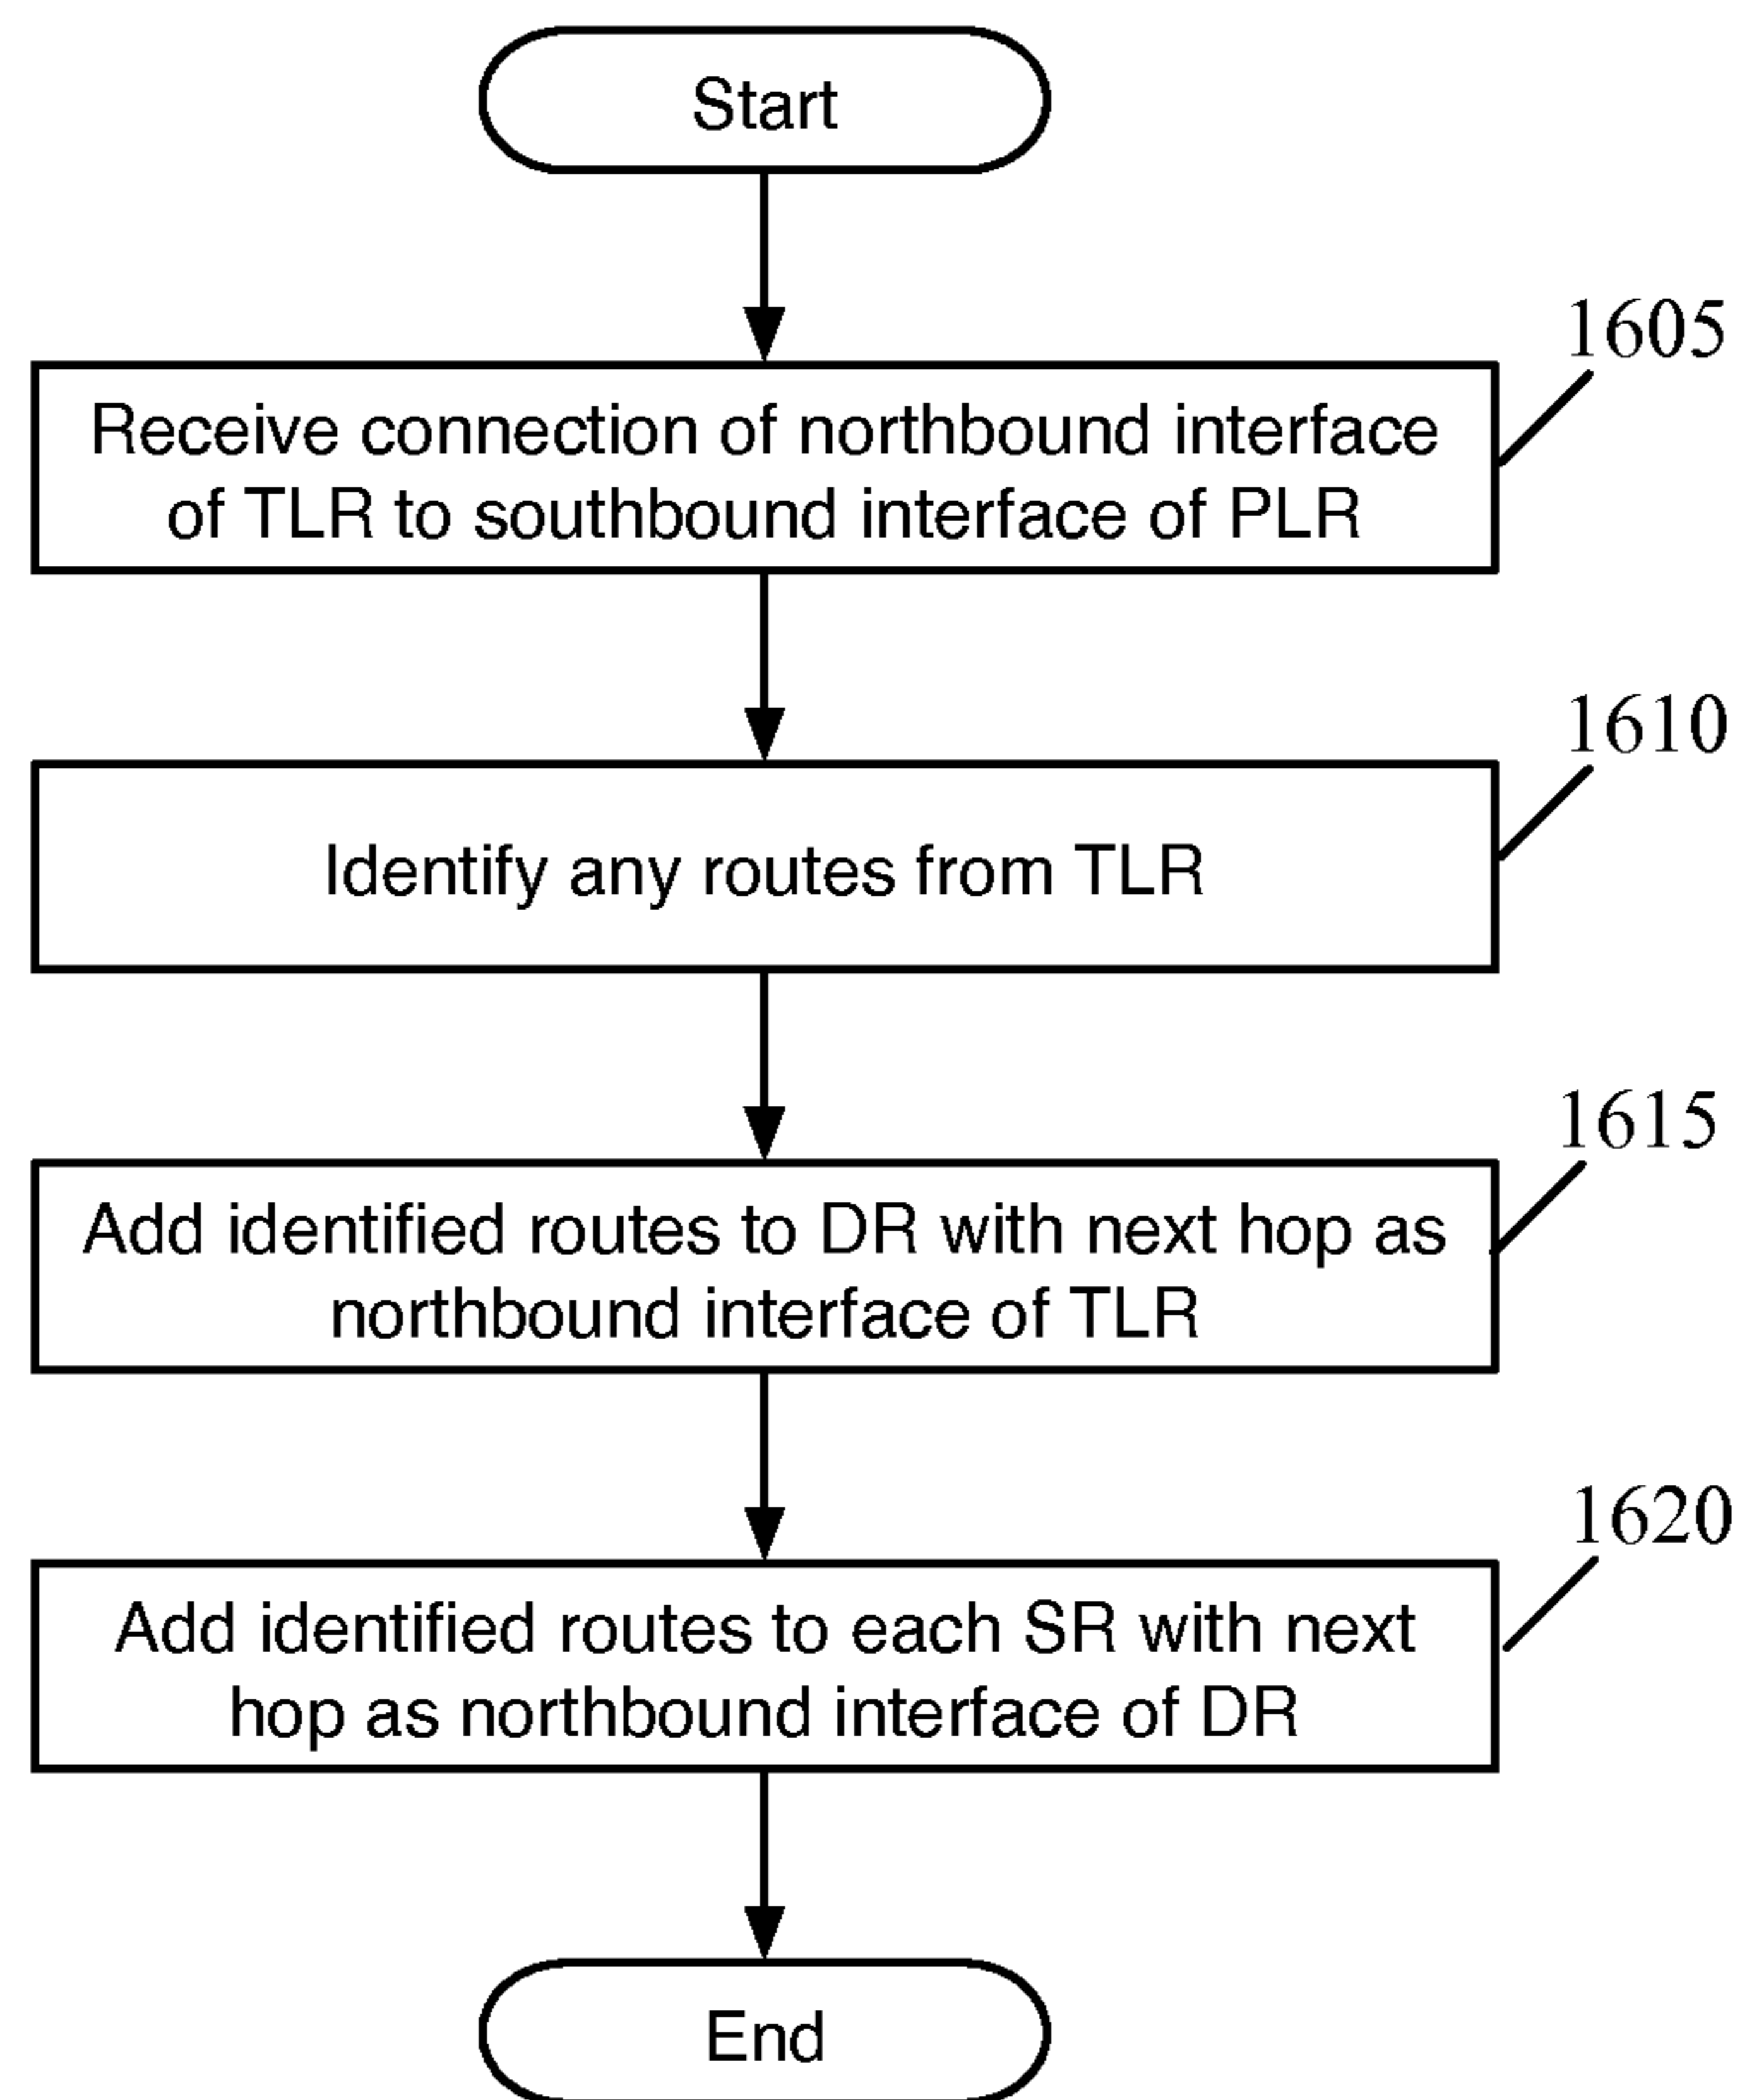 Start
1605
Receive connection of northbound interface
of TLR to southbound interface of PLR
1610
Identify any routes from TLR
1615
Add identified routes to DR with next hop as
northbound interface of TLR
1620
Add identified routes to each SR with next
hop as northbound interface of DR
End